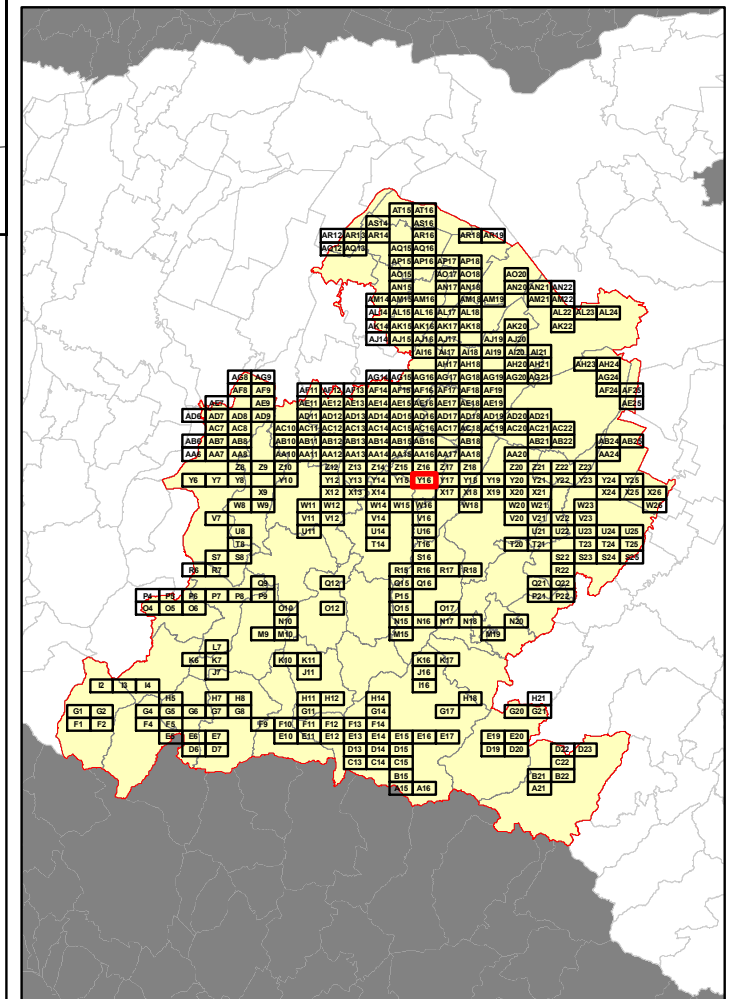 AT15 AT16
AS14 AS16
AR12 AR13 AR14 AR16 AR18 AR19
AQ12 AQ13 AQ15 AQ16
AP15 AP16 AP17 AP18
AO15 AO17 AO18 AO20
AN15 AN17 AN18 AN20 AN21 AN22
AM14 AM15 AM16 AM18 AM19 AM21 AM22
AL14 AL15 AL16 AL17 AL18 AL22 AL23 AL24
AK14 AK15 AK16 AK17 AK18 AK20 AK22
AJ14 AJ15 AJ16 AJ17 AJ19 AJ20
AI16 AI17 AI18 AI19 AI20 AI21
AH17 AH18 AH20 AH21 AH23 AH24
AG8 AG9 AG14 AG15 AG16 AG17 AG18 AG19 AG20 AG21 AG24
AF8 AF9 AF11 AF12 AF13 AF14 AF15 AF16 AF17 AF18 AF19 AF24 AF25
AE7 AE9 AE11 AE12 AE13 AE14 AE15 AE16 AE17 AE18 AE19 AE25
AD6 AD7 AD8 AD9 AD11 AD12 AD13 AD14 AD15 AD16 AD17 AD18 AD19 AD20 AD21
AC7 AC8 AC10 AC11 AC12 AC13 AC14 AC15 AC16 AC17 AC18 AC19 AC20 AC21 AC22
AB6 AB7 AB8 AB10 AB11 AB12 AB13 AB14 AB15 AB16 AB18 AB21 AB22 AB24 AB25
AA6 AA7 AA8 AA10 AA11 AA12 AA13 AA14 AA15 AA16 AA17 AA18 AA20 AA24
Z8 Z9 Z10 Z12 Z13 Z14 Z15 Z16 Z17 Z18 Z20 Z21 Z22 Z23
Y6 Y7 Y8 Y10 Y12 Y13 Y14 Y15 Y16 Y17 Y18 Y19 Y20 Y21 Y22 Y23 Y24 Y25
X9 X12 X13 X14 X17 X18 X19 X20 X21 X24 X25 X26
W8 W9 W11 W12 W14 W15 W16 W18 W20 W21 W23 W26
V7 V11 V12 V14 V16 V20 V21 V22 V23
U8 U11 U14 U16 U21 U22 U23 U24 U25
T8 T14 T16 T20 T21 T23 T24 T25
S7 S8 S16 S22 S23 S24 S25
R6 R7 R15 R16 R17 R18 R22
Q9 Q12 Q15 Q16 Q21 Q22
P4 P5 P6 P7 P8 P9 P15 P21 P22
O4 O5 O6 O10 O12 O15 O17
N10 N15 N16 N17 N18 N20
M9 M10 M15 M19
L7
K6 K7 K10 K11 K16 K17
J7 J11 J16
I2 I3 I4 I16
H5 H7 H8 H11 H12 H14 H18 H21
G1 G2 G4 G5 G6 G7 G8 G11 G17 G20 G21
F1 F2 F4 F5 F9 F10 F11 F12 F13 F14
E5 E6 E7 E10 E11 E12 E13 E14 E15 E16 E17 E19 E20
D6 D7 D13 D14 D15 D19 D20 D22 D23
C13 C14 C15 C22
B15 B21 B22
A15 A16 A21